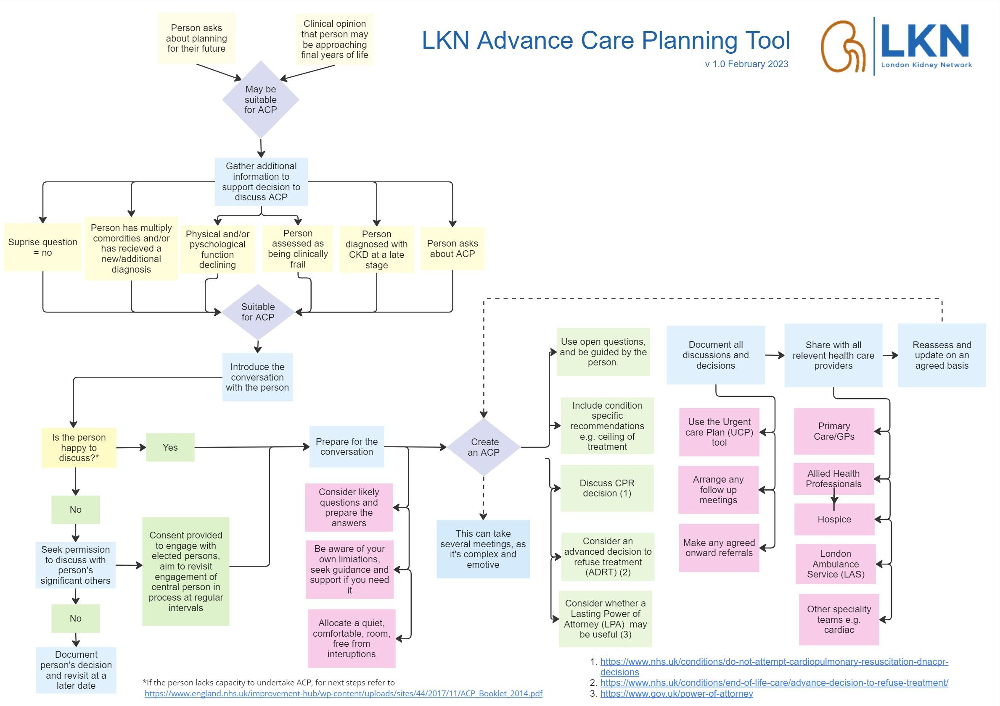 Person asks
about planning
for their future
Clinical opinion
that person may
be approaching
final years of life
LKN Advance Care Planning Tool
v 1.0 February 2023
LKN
London Kidney Network
May be
suitable
for ACP
Gather additional
information to
support decision to
discuss ACP
Suprise question
= no
Person has multiply
comordities and/or
has recieved a
new/additional
diagnosis
Physical and/or
pyschological
function
declining
Person
assessed as
being clinically
frail
Person
diagnosed with
CKD at a late
stage
Person asks
about ACP
Suitable
for ACP
Introduce the
conversation
with the person
Is the person
happy to
discuss?*
Yes
No
Seek permission
to discuss with
person's
significant others
No
Document
person's decision
and revisit at a
later date
Consent provided
to engage with
elected persons,
aim to revisit
engagement of
central person in
process at regular
intervals
Prepare for the
conversation
Consider likely
questions and
prepare the
answers
Be aware of your
own limiations,
seek guidance and
support if you need
it
Allocate a quiet,
comfortable, room,
free from
interuptions
Create
an ACP
This can take
several meetings, as
it's complex and
emotive
Use open questions,
and be guided by the
person.
Include condition
specific
recommendations
e.g. ceiling of
treatment
Discuss CPR
decision (1)
Consider an
advanced decision to
refuse treatment
(ADRT) (2)
Consider whether a
Lasting Power of
Attorney (LPA) may
be useful (3)
Document all
discussions and
decisions
Use the Urgent
care Plan (UCP)
tool
Arrange any
follow up
meetings
Make any agreed
onward referrals
Share with all
relevent health care
providers
Primary
Care/GPs
Allied Health
Professionals
Hospice
London
Ambulance
Service (LAS)
Other speciality
teams e.g.
cardiac
Reassess and
update on an
agreed basis
*If the person lacks capacity to undertake ACP, for next steps refer to
https://www.england.nhs.uk/improvement-hub/wp-content/uploads/sites/44/2017/11/ACP_Booklet_2014.pdf
1. https://www.nhs.uk/conditions/do-not-attempt-cardiopulmonary-resuscitation-dnacpr-
decisions
2. https://www.nhs.uk/conditions/end-of-life-care/advance-decision-to-refuse-treatment/
3. https://www.gov.uk/power-of-attorney